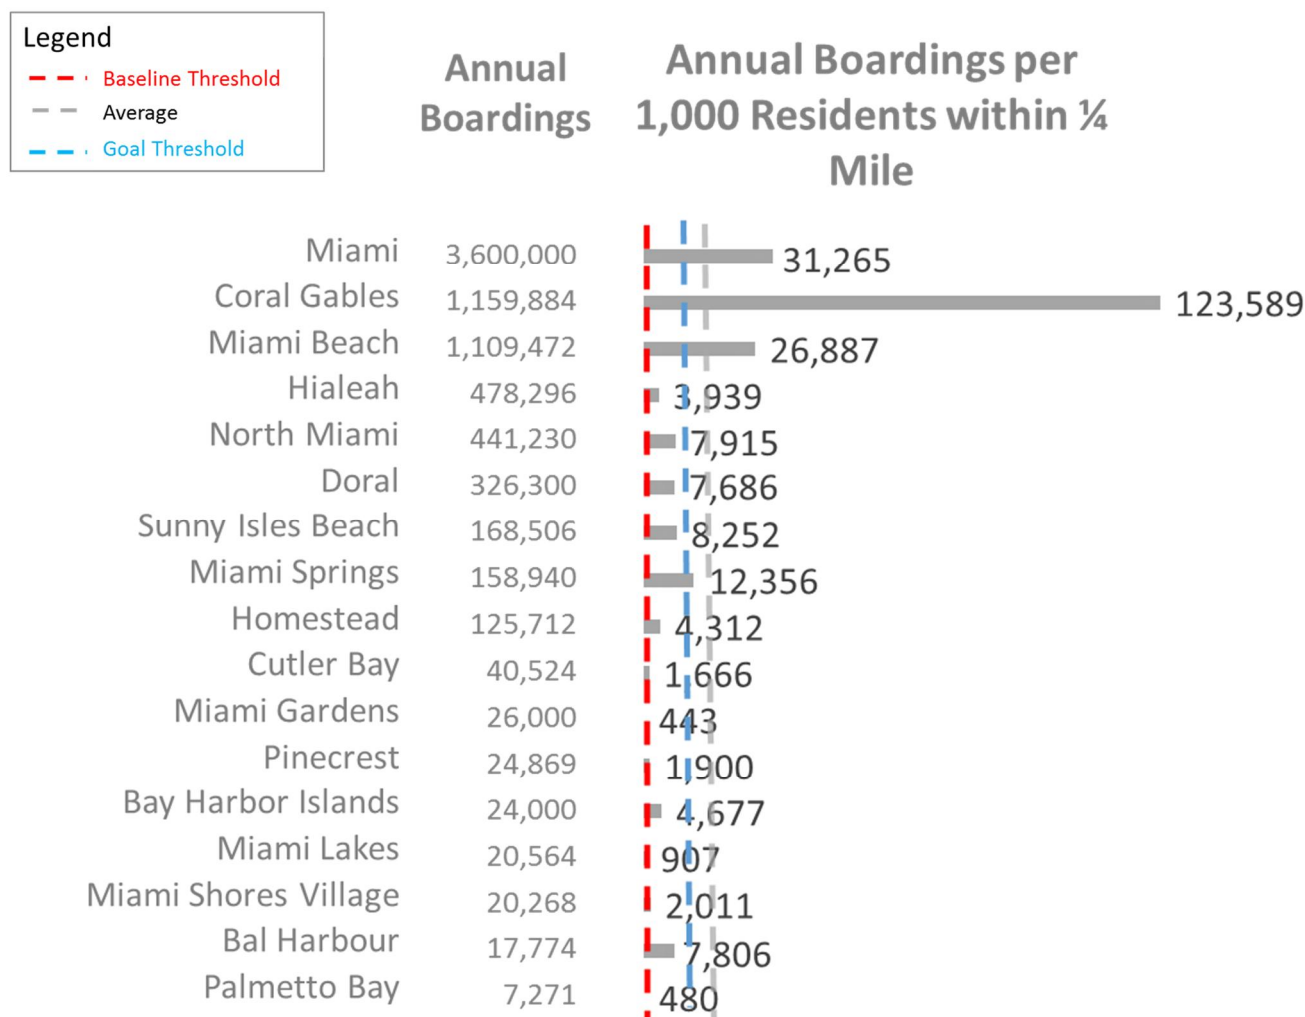 Legend
Baseline Threshold
Average
Goal Threshold
Annual
Boardings
Annual Boardings per
1,000 Residents within ¼
Mile
Miami 3,600,000 31,265
Coral Gables 1,159,884 123,589
Miami Beach 1,109,472 26,887
Hialeah 478,296 3,939
North Miami 441,230 7,915
Doral 326,300 7,686
Sunny Isles Beach 168,506 8,252
Miami Springs 158,940 12,356
Homestead 125,712 4,312
Cutler Bay 40,524 1,666
Miami Gardens 26,000 443
Pinecrest 24,869 1,900
Bay Harbor Islands 24,000 4,677
Miami Lakes 20,564 907
Miami Shores Village 20,268 2,011
Bal Harbour 17,774 7,806
Palmetto Bay 7,271 480